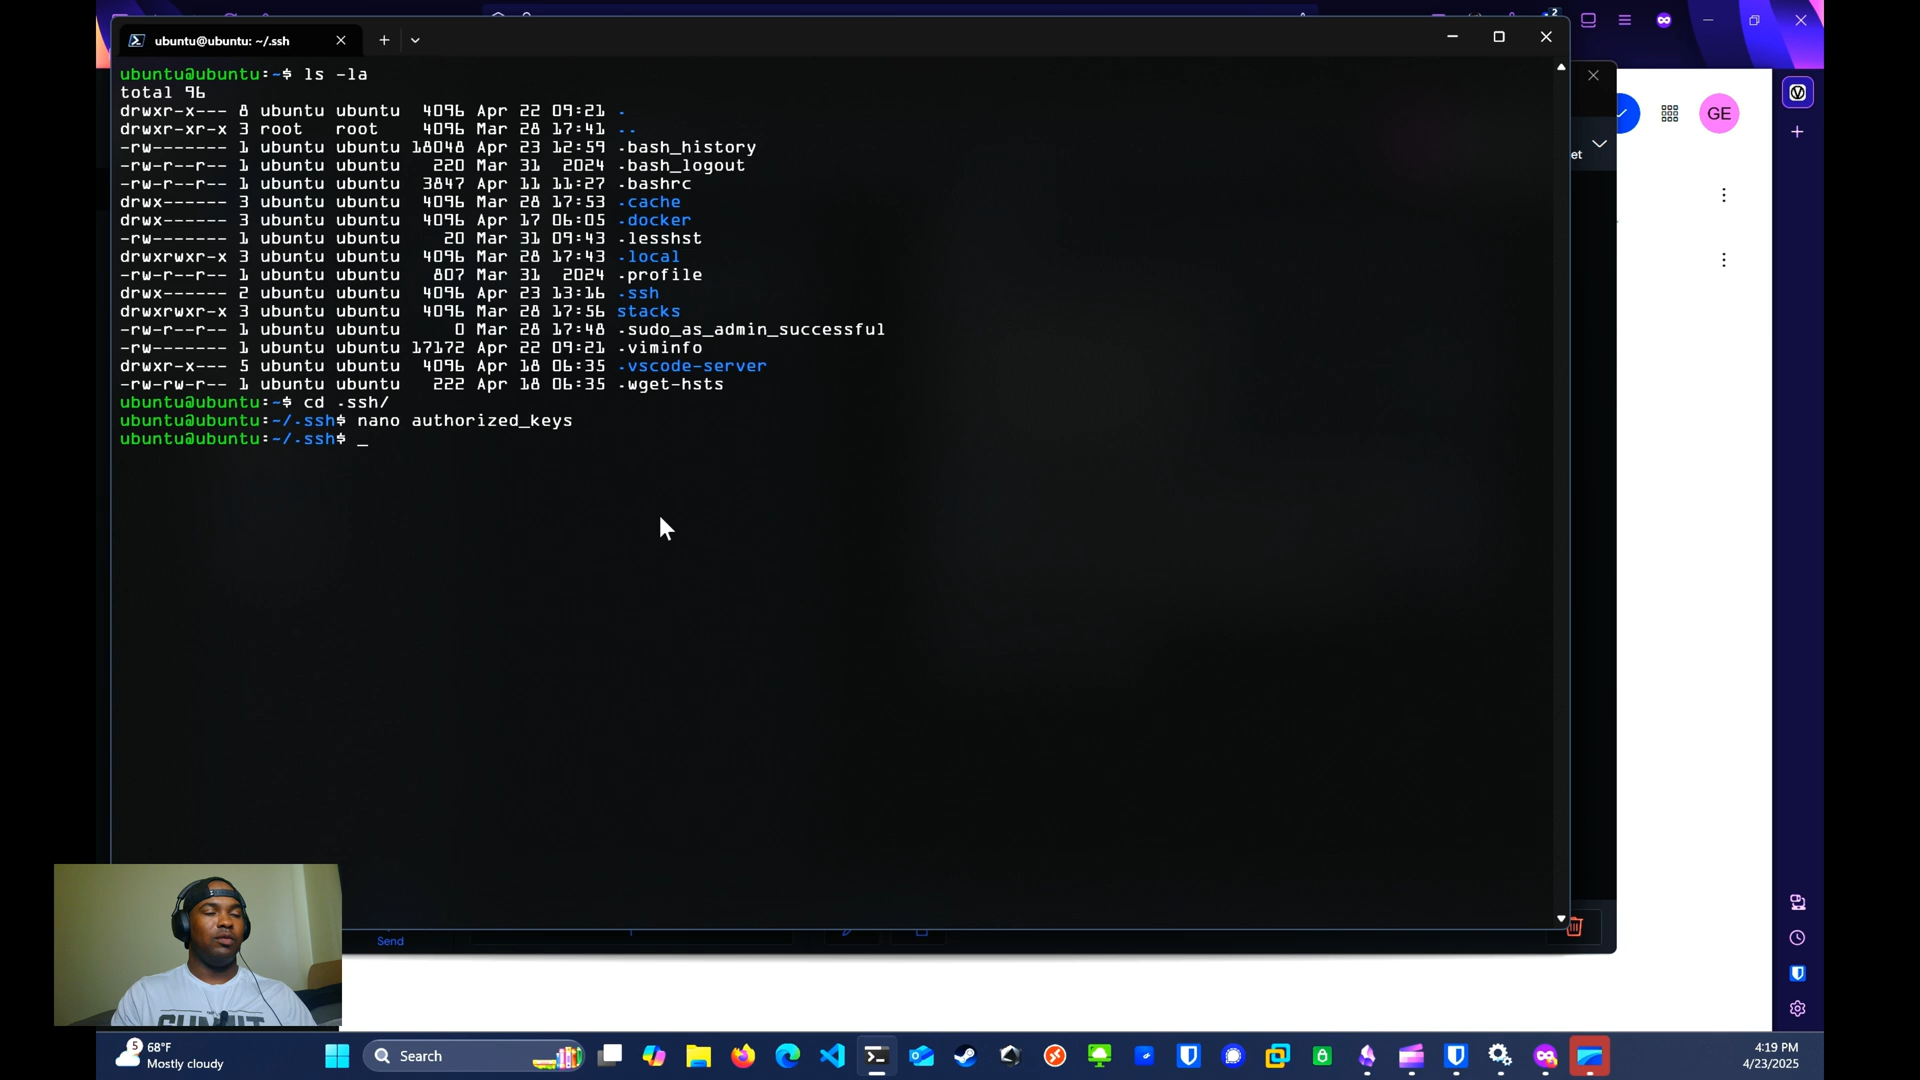 ubuntu@ubuntu: ~/.ssh
2
ubuntu@ubuntu:~$ ls -la
total 96
drwxr-x--- 8 ubuntu ubuntu 4096 Apr 22 09:21 .
drwxr-xr-x 3 root root 4096 Mar 28 17:41 ..
-rw------- 1 ubuntu ubuntu 18048 Apr 23 12:59 .bash_history
-rw-r--r-- 1 ubuntu ubuntu 220 Mar 31 2024 .bash_logout
-rw-r--r-- 1 ubuntu ubuntu 3847 Apr 11 11:27 .bashrc
drwx------ 3 ubuntu ubuntu 4096 Mar 28 17:53 .cache
drwx------ 3 ubuntu ubuntu 4096 Apr 17 06:05 .docker
-rw------- 1 ubuntu ubuntu 20 Mar 31 09:43 .lesshst
drwxrwxr-x 3 ubuntu ubuntu 4096 Mar 28 17:43 .local
-rw-r--r-- 1 ubuntu ubuntu 807 Mar 31 2024 .profile
drwx------ 2 ubuntu ubuntu 4096 Apr 23 13:16 .ssh
drwxrwxr-x 3 ubuntu ubuntu 4096 Mar 28 17:56 stacks
-rw-r--r-- 1 ubuntu ubuntu 0 Mar 28 17:48 .sudo_as_admin_successful
-rw------- 1 ubuntu ubuntu 17172 Apr 22 09:21 .viminfo
drwxr-x--- 5 ubuntu ubuntu 4096 Apr 18 06:35 .vscode-server
-rw-rw-r-- 1 ubuntu ubuntu 222 Apr 18 06:35 .wget-hsts
ubuntu@ubuntu:~$ cd .ssh/
ubuntu@ubuntu:~/.ssh$ nano authorized_keys
ubuntu@ubuntu:~/.ssh$ _
GE
et
Send
5
68°F
Mostly cloudy
Search
4:19 PM
4/23/2025